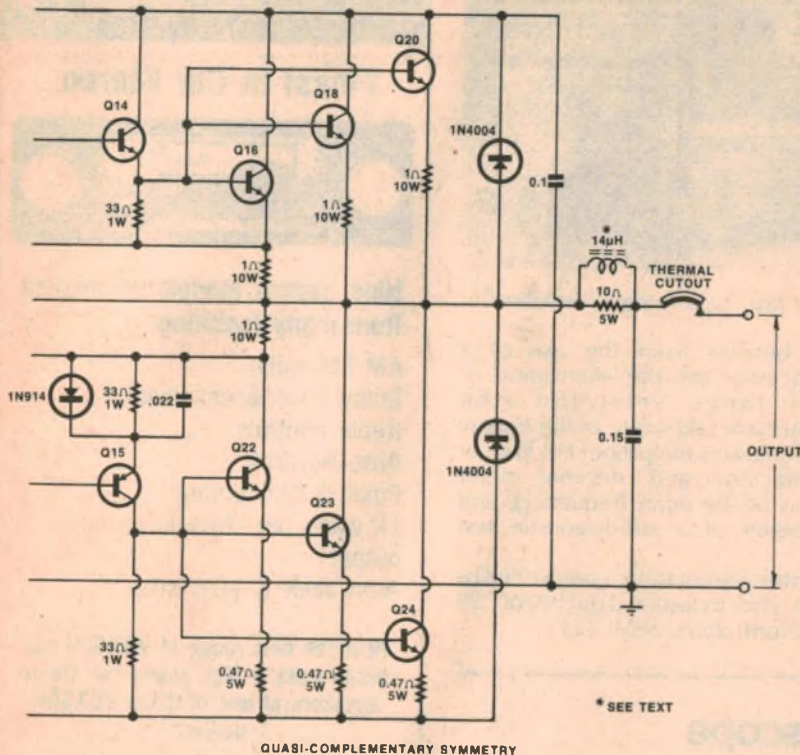 Q20
Q18
Q14
1N4004
Q16
1Ω
10W
1Ω
10W
0.1
33Ω
1W
*
14µH
THERMAL
CUTOUT
1Ω
10W
10Ω
5W
1Ω
10W
1N914
33Ω
1W
.022
0.15
1N4004
OUTPUT
Q15
Q22
Q23
Q24
33Ω
1W
0.47Ω
5W
0.47Ω
5W
0.47Ω
5W
*SEE TEXT
QUASI-COMPLEMENTARY SYMMETRY